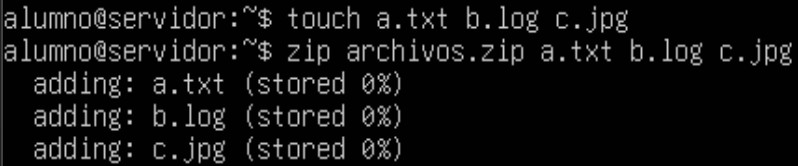 alumno@servidor:~$ touch a.txt b.log c.jpg
alumno@servidor:~$ zip archivos.zip a.txt b.log c.jpg
  adding: a.txt (stored 0%)
  adding: b.log (stored 0%)
  adding: c.jpg (stored 0%)